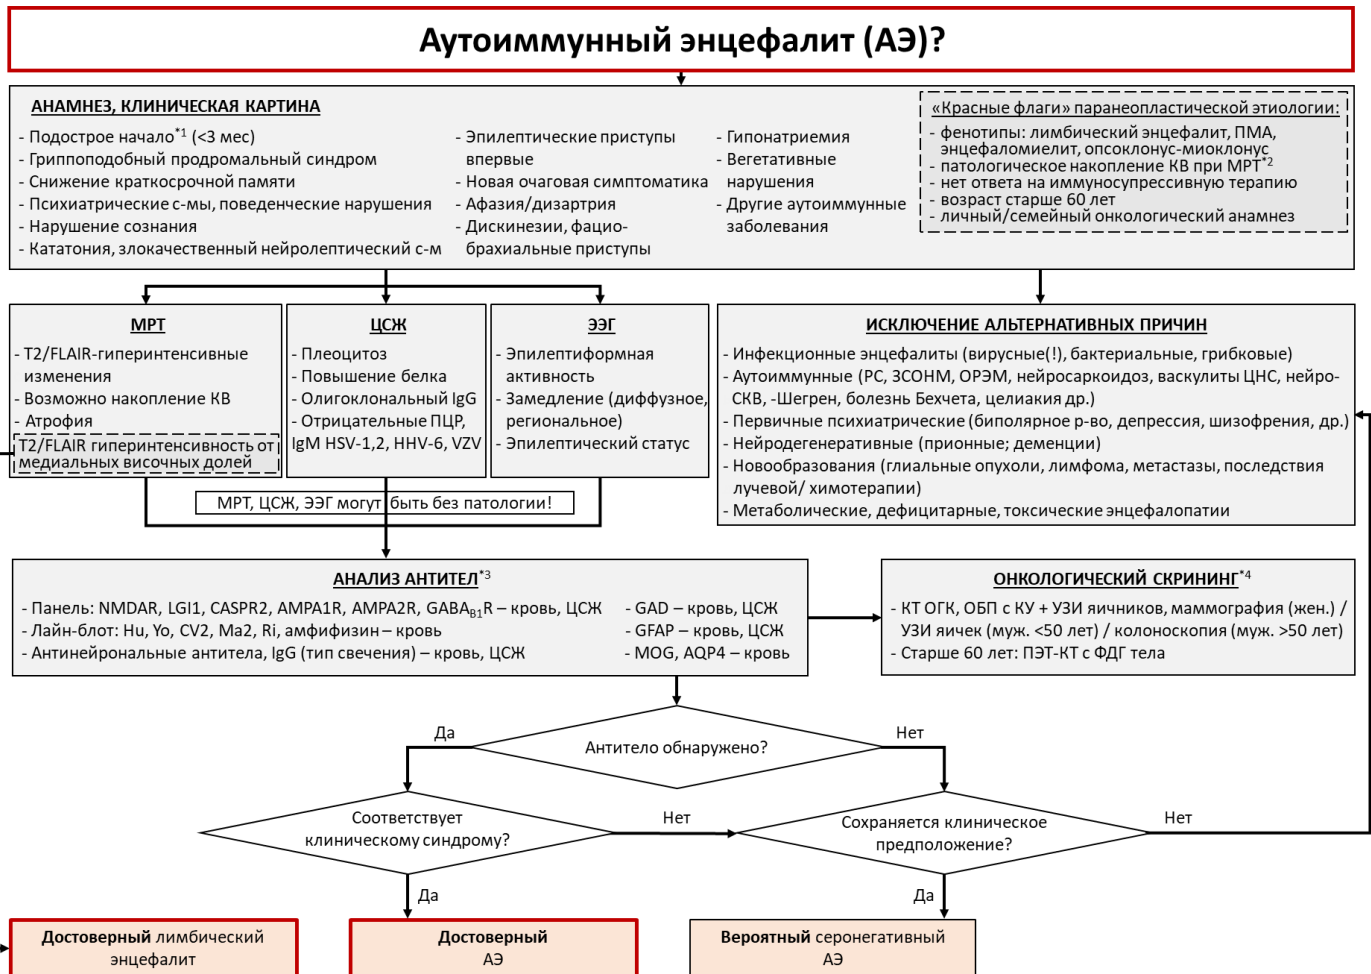 Аутоиммунный энцефалит (АЭ)?
АНАМНЕЗ, КЛИНИЧЕСКАЯ КАРТИНА
- Подострое начало*1 (<3 мес)
- Гриппоподобный продромальный синдром
- Снижение краткосрочной памяти
- Психиатрические с-мы, поведенческие нарушения
- Нарушение сознания
- Кататония, злокачественный нейролептический с-м
- Эпилептические приступы
впервые
- Новая очаговая симптоматика
- Афазия/дизартрия
- Дискинезии, фацио-
брахиальные приступы
- Гипонатриемия
- Вегетативные
нарушения
- Другие аутоиммунные
заболевания
«Красные флаги» паранеопластической этиологии:
- фенотипы: лимбический энцефалит, ПМА,
энцефаломиелит, опсоклонус-миоклонус
- патологическое накопление КВ при МРТ*2
- нет ответа на иммуносупрессивную терапию
- возраст старше 60 лет
- личный/семейный онкологический анамнез
МРТ
- T2/FLAIR-гиперинтенсивные
изменения
- Возможно накопление КВ
- Атрофия
T2/FLAIR гиперинтенсивность от
медиальных височных долей
ЦСЖ
- Плеоцитоз
- Повышение белка
- Олигоклональный IgG
- Отрицательные ПЦР,
IgM HSV-1,2, HHV-6, VZV
ЭЭГ
- Эпилептиформная
активность
- Замедление (диффузное,
региональное)
- Эпилептический статус
МРТ, ЦСЖ, ЭЭГ могут быть без патологии!
ИСКЛЮЧЕНИЕ АЛЬТЕРНАТИВНЫХ ПРИЧИН
- Инфекционные энцефалиты (вирусные(!), бактериальные, грибковые)
- Аутоиммунные (РС, ЗСОНМ, ОРЭМ, нейросаркоидоз, васкулиты ЦНС, нейро-
СКВ, -Шегрен, болезнь Бехчета, целиакия др.)
- Первичные психиатрические (биполярное р-во, депрессия, шизофрения, др.)
- Нейродегенеративные (прионные; деменции)
- Новообразования (глиальные опухоли, лимфома, метастазы, последствия
лучевой/ химотерапии)
- Метаболические, дефицитарные, токсические энцефалопатии
АНАЛИЗ АНТИТЕЛ*3
- Панель: NMDAR, LGI1, CASPR2, AMPA1R, AMPA2R, GABAB1R – кровь, ЦСЖ
- Лайн-блот: Hu, Yo, CV2, Ma2, Ri, амфифизин – кровь
- Антинейрональные антитела, IgG (тип свечения) – кровь, ЦСЖ
- GAD – кровь, ЦСЖ
- GFAP – кровь, ЦСЖ
- MOG, AQP4 – кровь
ОНКОЛОГИЧЕСКИЙ СКРИНИНГ*4
- КТ ОГК, ОБП с КУ + УЗИ яичников, маммография (жен.) /
УЗИ яичек (муж. <50 лет) / колоноскопия (муж. >50 лет)
- Старше 60 лет: ПЭТ-КТ с ФДГ тела
Антитело обнаружено?
Да
Нет
Соответствует
клиническому синдрому?
Нет
Сохраняется клиническое
предположение?
Нет
Да
Да
Достоверный лимбический
энцефалит
Достоверный
АЭ
Вероятный серонегативный
АЭ